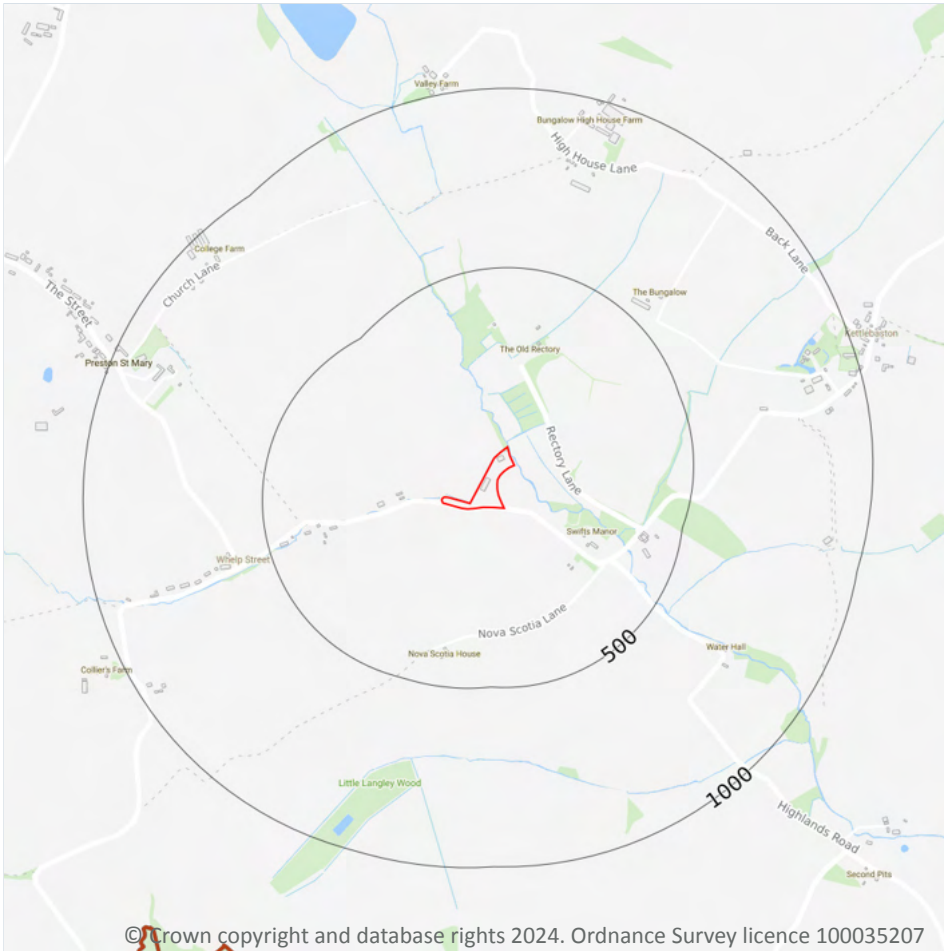 Valley Farm
Bungalow High House Farm
High House Lane
College Farm
Church Lane
Back Lane
The Street
The Bungalow
Kettlebaston
The Old Rectory
Preston St Mary
Rectory Lane
Swifts Manor
Whelp Street
Nova Scotia Lane
500
Nova Scotia House
Water Hall
Collier's Farm
Little Langley Wood
1000
Highlands Road
Second Pits
© Crown copyright and database rights 2024. Ordnance Survey licence 100035207